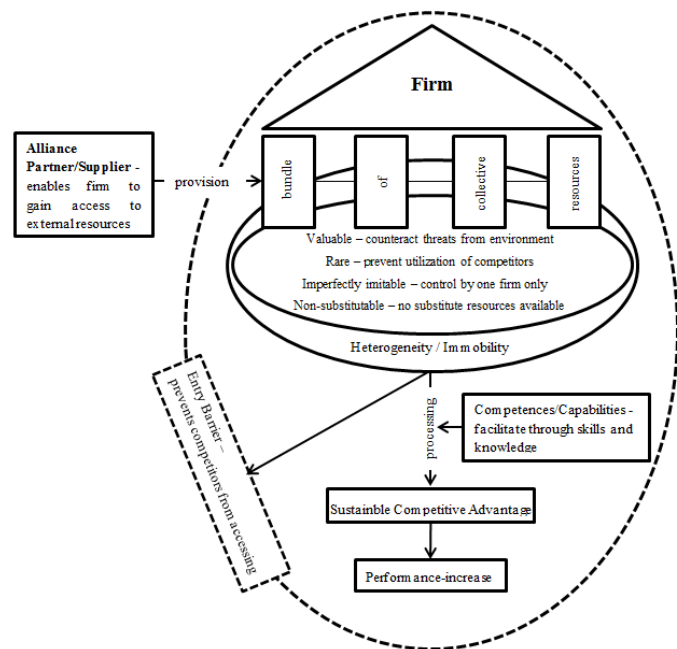 Firm
Alliance
Partner/Supplier -
enables firm to
gain access to
external resources
provision
bundle
of
collective
resources
Valuable – counteract threats from environment
Rare – prevent utilization of competitors
Imperfectly imitable – control by one firm only
Non-substitutable – no substitute resources available
Heterogeneity / Immobility
Entry Barrier –
prevents competitors from accessing
processing
Competences/Capabilities -
facilitate through skills and
knowledge
Sustainble Competitive Advantage
Performance-increase